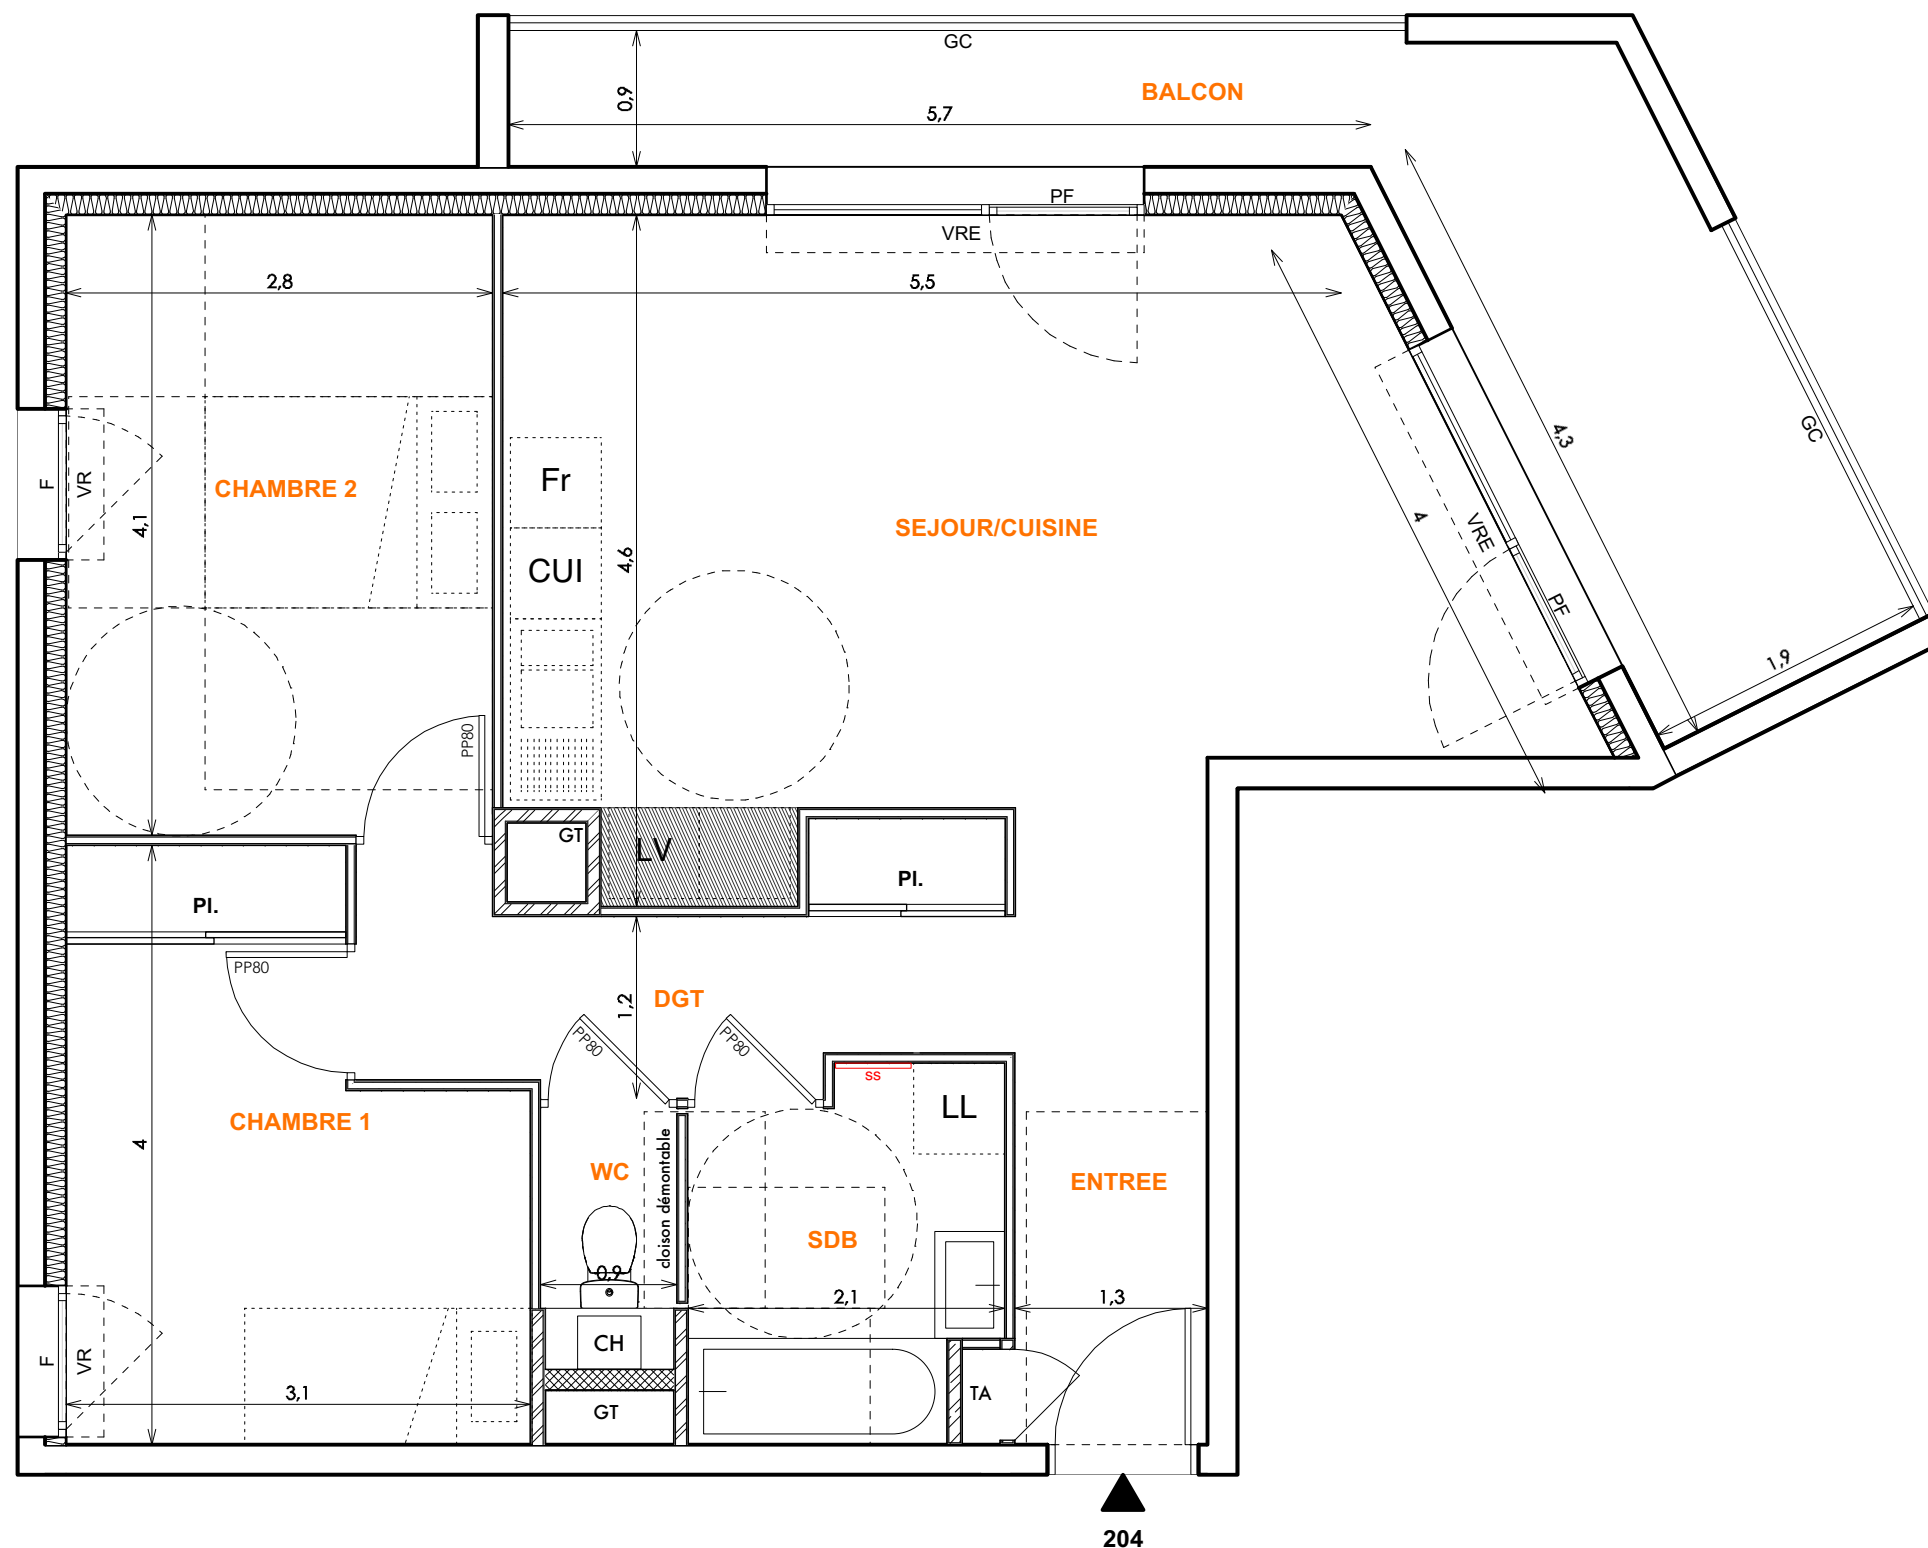 GC
BALCON
0,9
5,7
PF
VRE
2,8
5,5
4,3
GC
Fr
F
VR
CHAMBRE 2
4,1
CUI
4,6
SEJOUR/CUISINE
4
VRE
PF
1,9
PP80
GT
LV
Pl.
Pl.
PP80
1,2
DGT
PP80
PP80
ss
LL
CHAMBRE 1
4
WC
cloison démontable
ENTREE
SDB
0,9
2,1
1,3
F
VR
CH
3,1
GT
TA
204